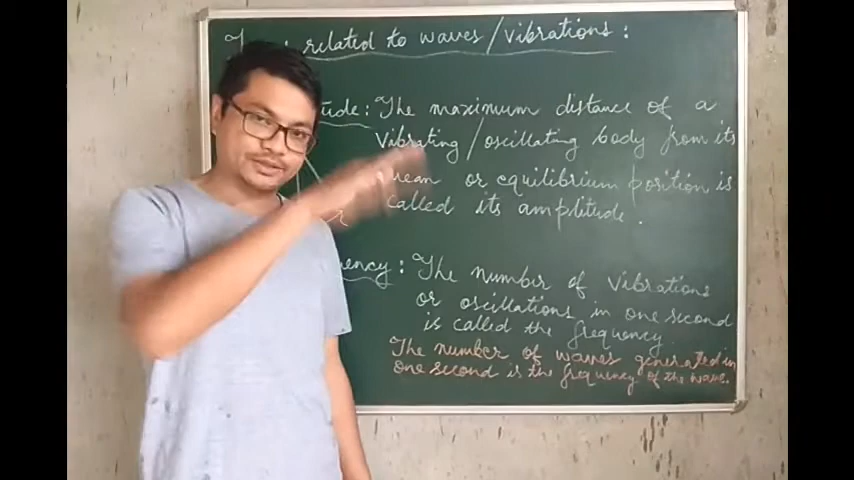 related to waves/vibrations :
tude : The maximum distance of a
vibrating/oscillating body from its
mean or equilibrium position is
called its amplitude.
ency : The number of vibrations
or oscillations in one second
is called the frequency
The number of waves generated in
one second is the frequency of the wave.